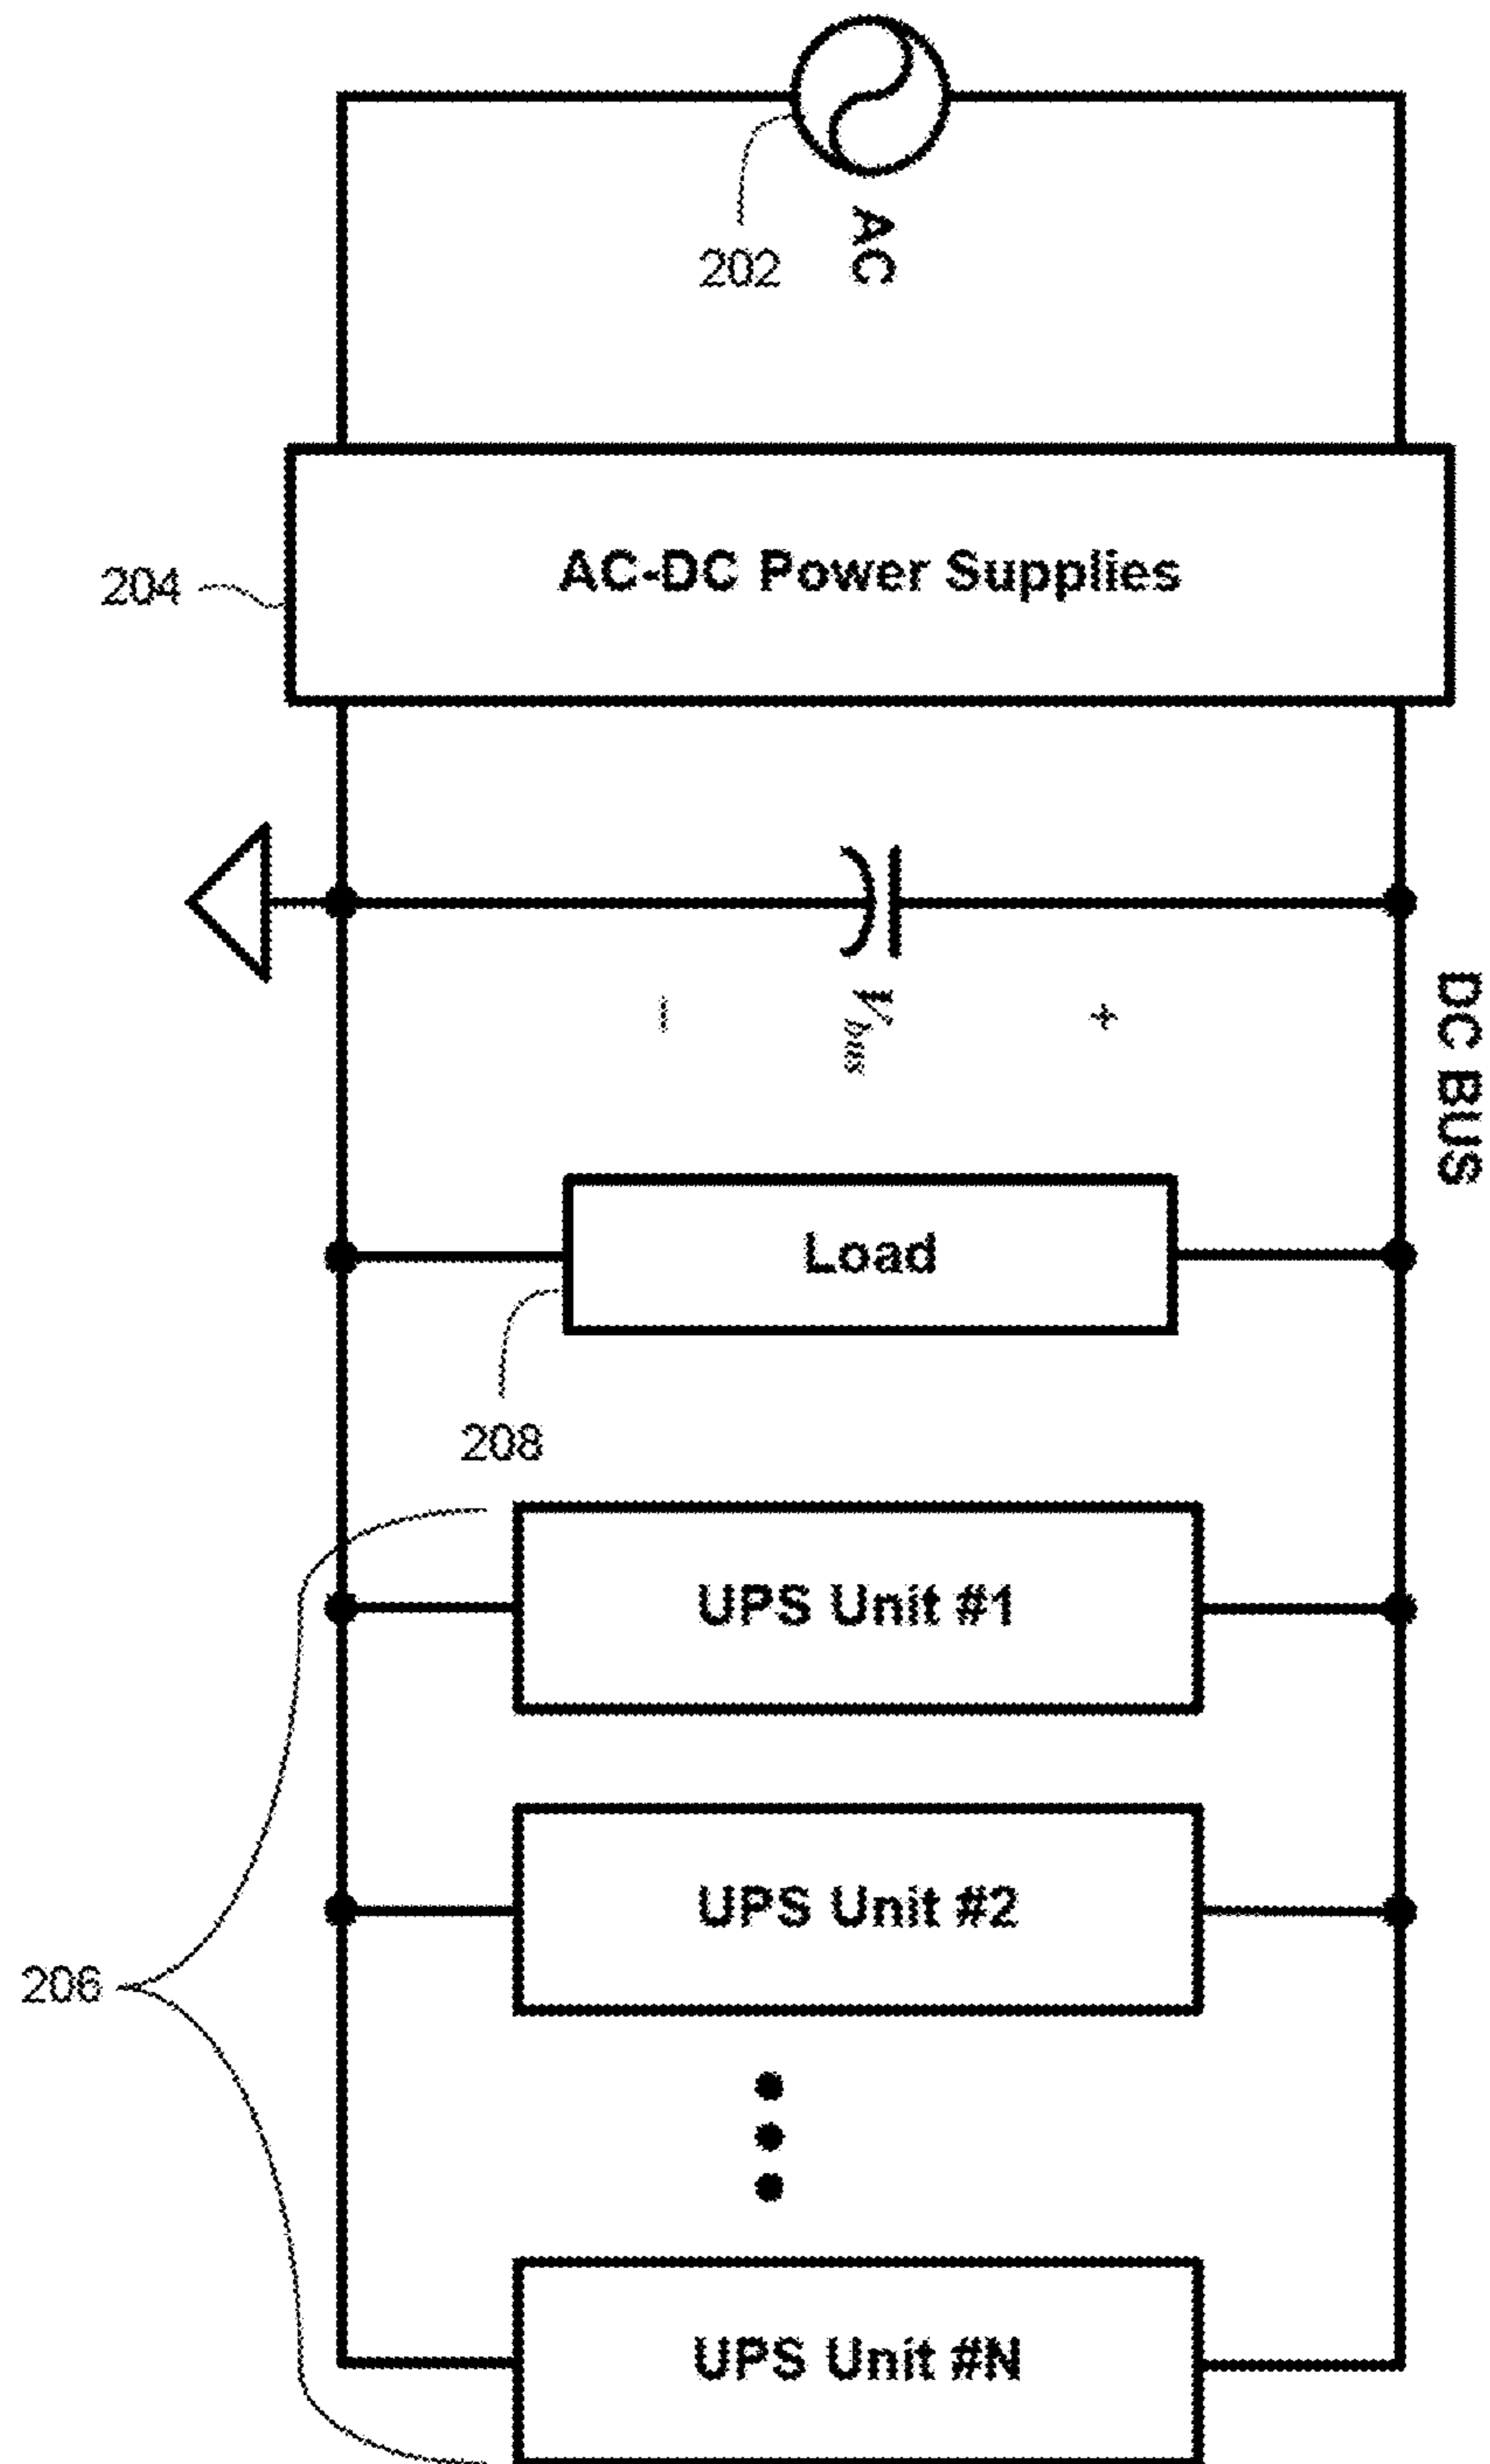 AC
202
AC-DC Power Supplies
204
DC BUS
− Vbus +
Load
208
UPS Unit #1
UPS Unit #2
206
UPS Unit #N